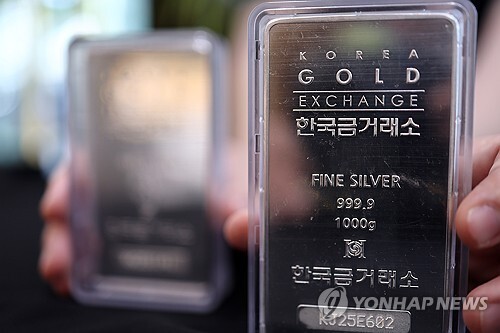 KOREA
GOLD
EXCHANGE
한국금거래소
FINE SILVER
999.9
1000g
한국금거래소
KJ25E602
YONHAP NEWS